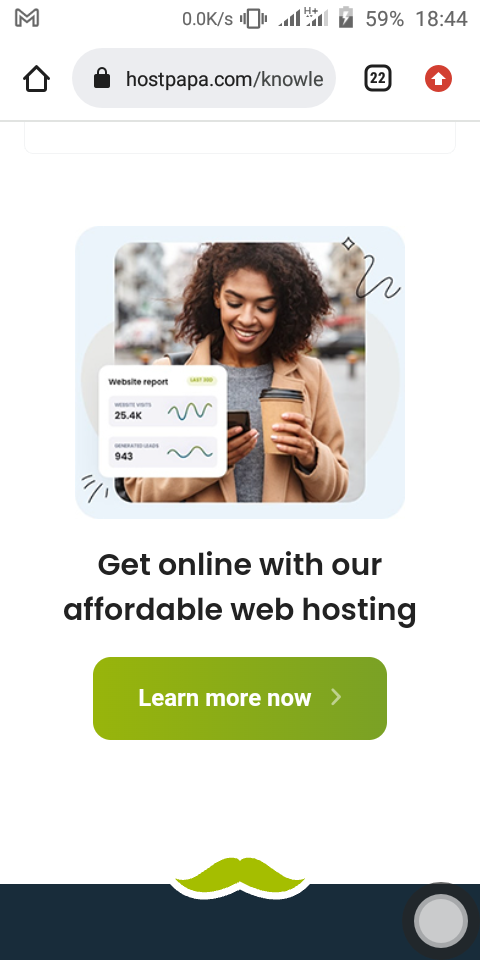 0.0K/s H+ 59% 18:44
hostpapa.com/knowle
22
Website report LAST 30D
WEBSITE VISITS
25.4K
GENERATED LEADS
943
Get online with our
affordable web hosting
Learn more now